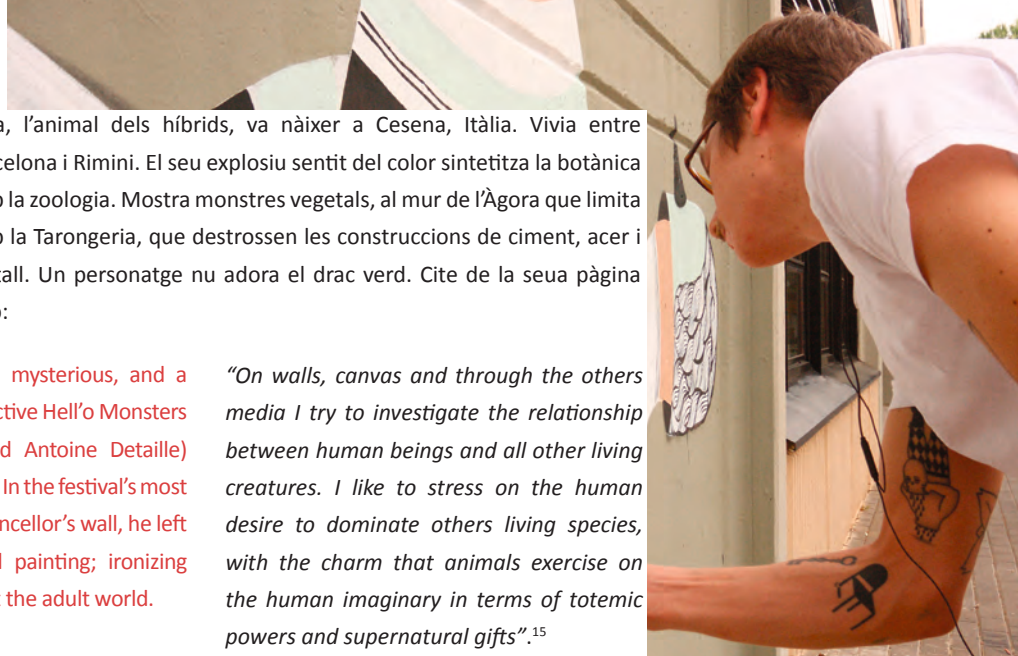 l’animal dels híbrids, va nàixer a Cesena, Itàlia. Vivia entre
i Rimini. El seu explosiu sentit del color sintetitza la botànica
la zoologia. Mostra monstres vegetals, al mur de l’Àgora que limita
la Tarongeria, que destrossen les construccions de ciment, acer i
Un personatge nu adora el drac verd. Cite de la seua pàgina
mysterious, and a
Hell’o Monsters
Antoine Detaille)
In the festival’s most
wall, he left
painting; ironizing
the adult world.
“On walls, canvas and through the others
media I try to investigate the relationship
between human beings and all other living
creatures. I like to stress on the human
desire to dominate others living species,
with the charm that animals exercise on
the human imaginary in terms of totemic
powers and supernatural gifts”.15